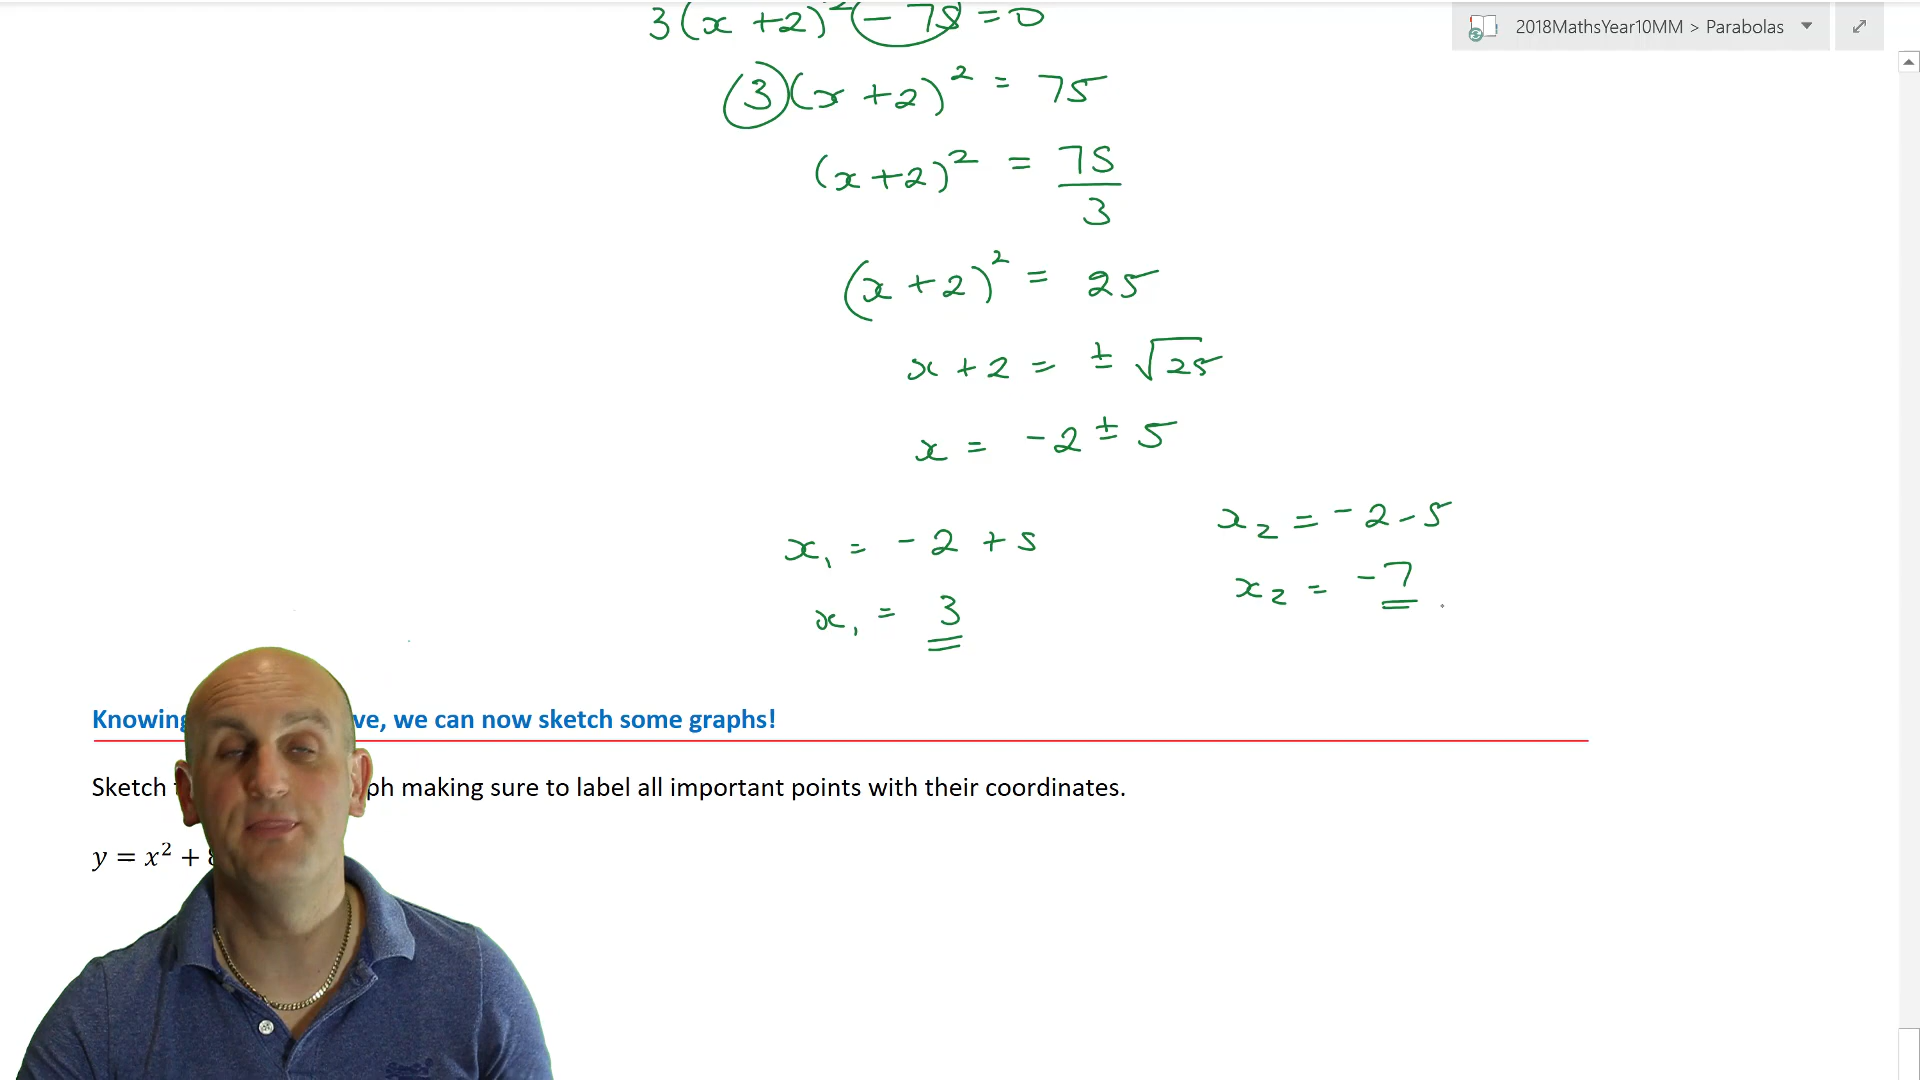 3(x+2)² - 75 = 0
2018MathsYear10MM > Parabolas
3(x+2)² = 75
(x+2)² = 75/3
(x+2)² = 25
x + 2 = ± √25
x = -2 ± 5
x₁ = -2 + 5
x₂ = -2 - 5
x₁ = 3
x₂ = -7
ve, we can now sketch some graphs!
Sketch ph making sure to label all important points with their coordinates.
y = x² +